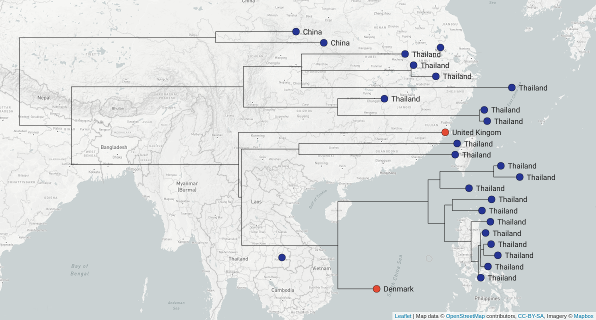 China
China
China
Thailand
Thailand
Thailand
Nepal
Thailand
Thailand
Thailand
Thailand
United Kingdom
Bangladesh
Thailand
Thailand
Thailand
Thailand
Myanmar
(Burma)
Thailand
Laos
Thailand
Thailand
Thailand
Thailand
Thailand
Thailand
Thailand
Bay of
Bengal
Vietnam
Thailand
Thailand
Cambodia
Denmark
Philippines
Leaflet | Map data © OpenStreetMap contributors, CC-BY-SA, Imagery © Mapbox